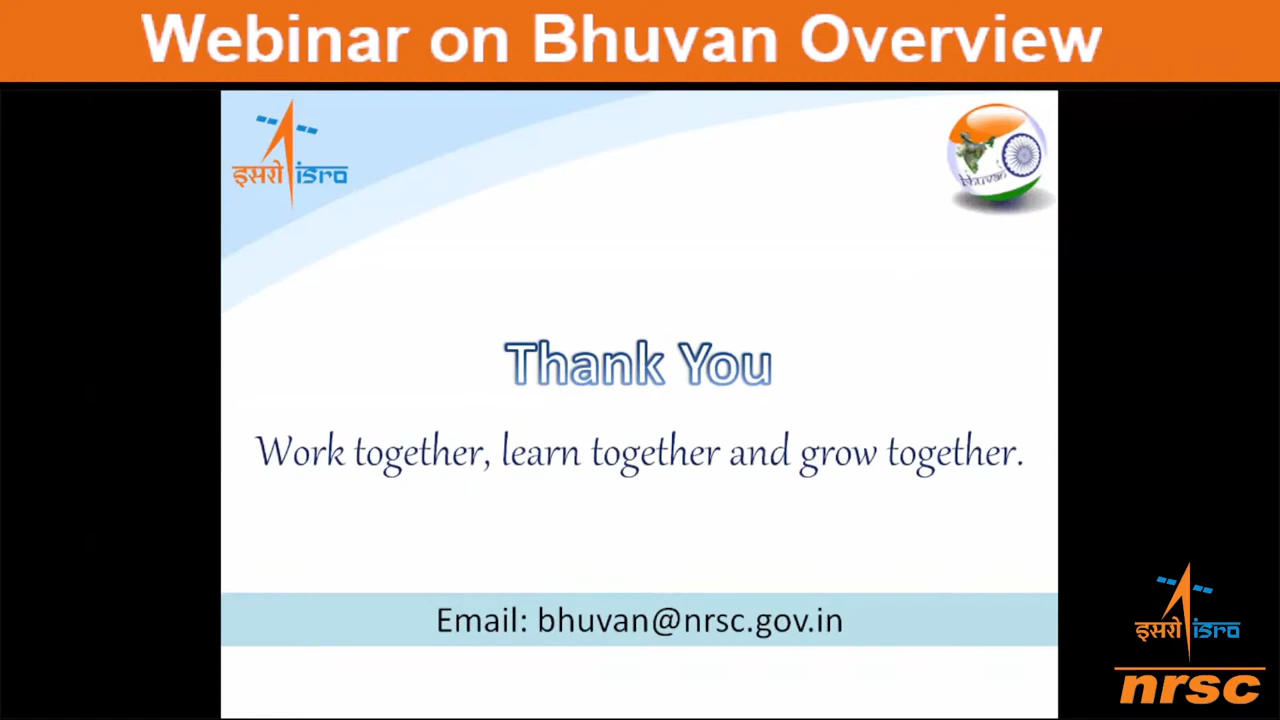 Webinar on Bhuvan Overview
इसरो isro
bhuvan
Thank You
Work together, learn together and grow together.
Email: bhuvan@nrsc.gov.in
इसरो isro
nrsc